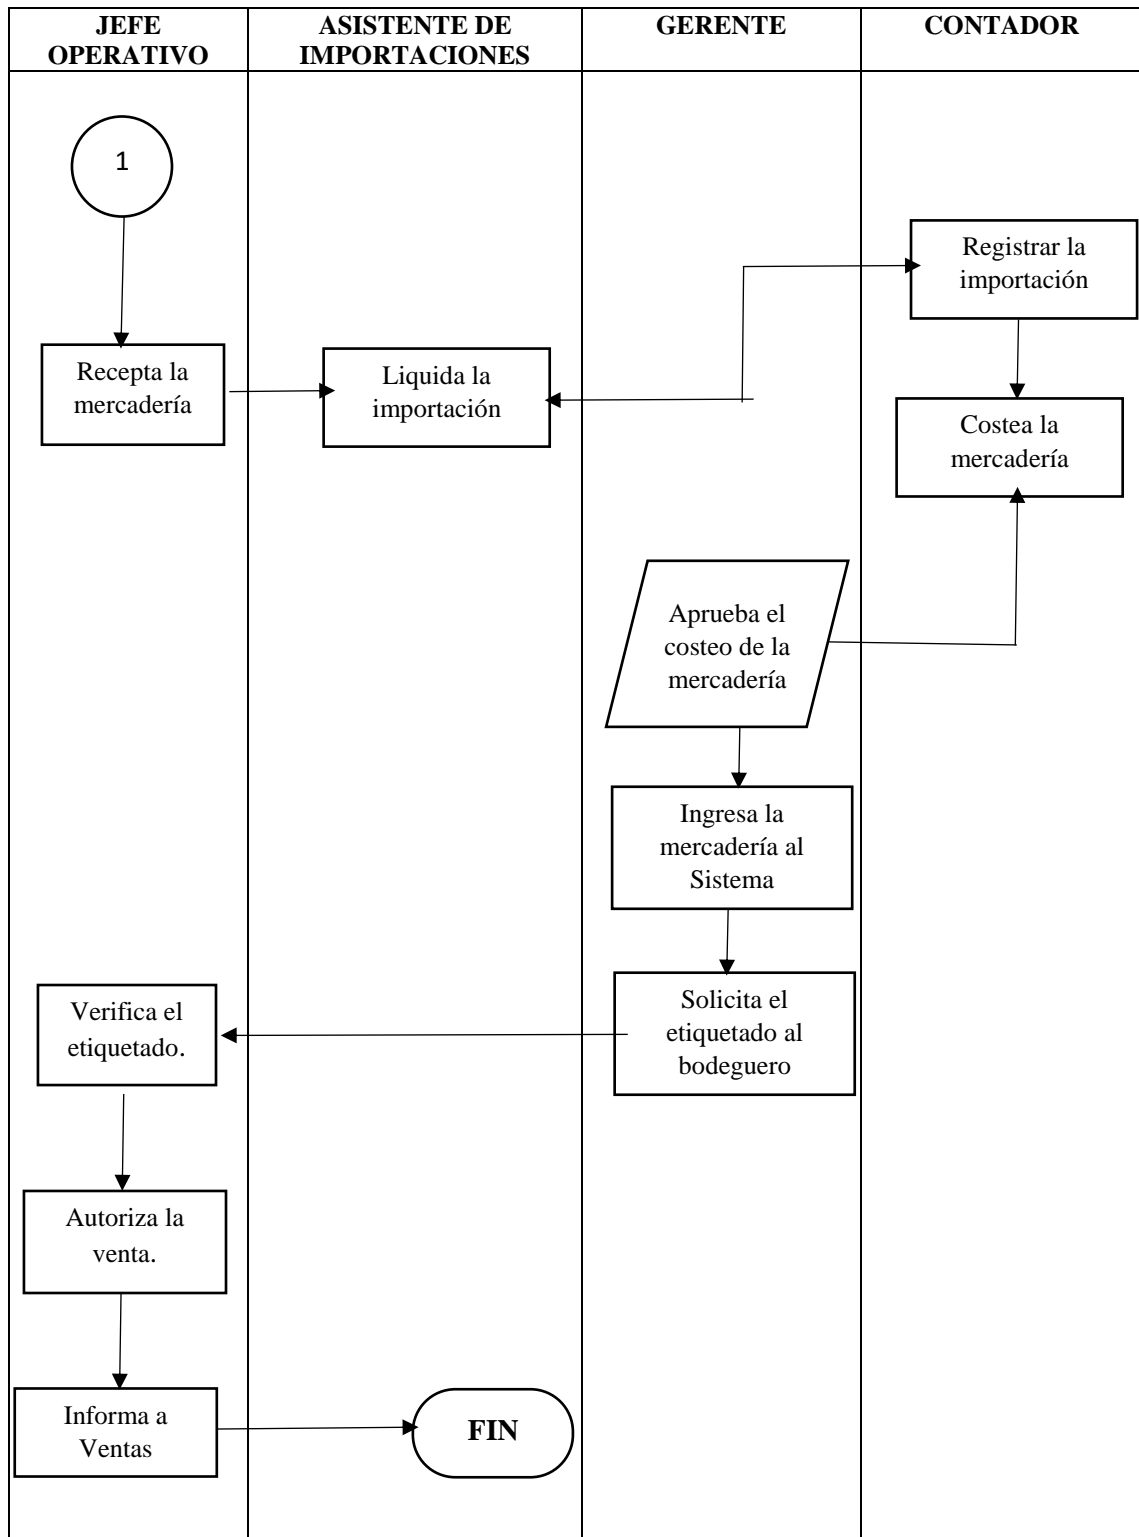 JEFE
OPERATIVO
ASISTENTE DE
IMPORTACIONES
GERENTE
CONTADOR
1
Registrar la
importación
Recepta la
mercadería
Liquida la
importación
Costea la
mercadería
Aprueba el
costeo de la
mercadería
Ingresa la
mercadería al
Sistema
Solicita el
etiquetado al
bodeguero
Verifica el
etiquetado.
Autoriza la
venta.
Informa a
Ventas
FIN